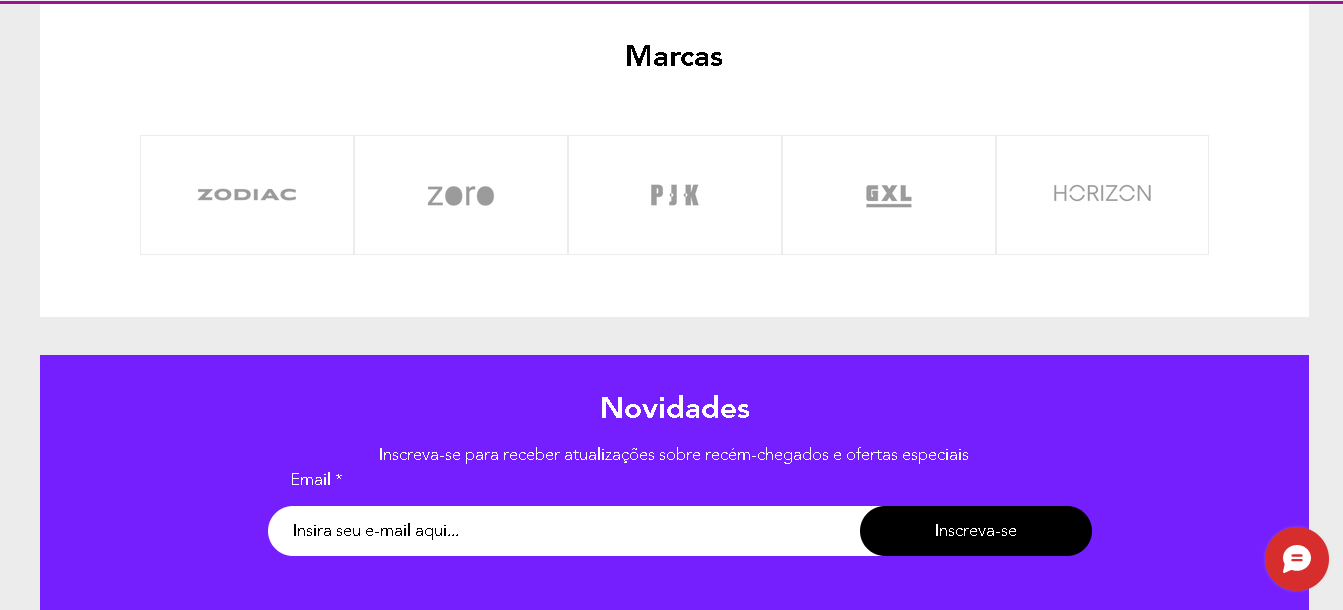 Marcas
ZODIAC
zoro
PJK
GXL
HORIZON
Novidades
Inscreva-se para receber atualizações sobre recém-chegados e ofertas especiais
Email *
Insira seu e-mail aqui...
Inscreva-se